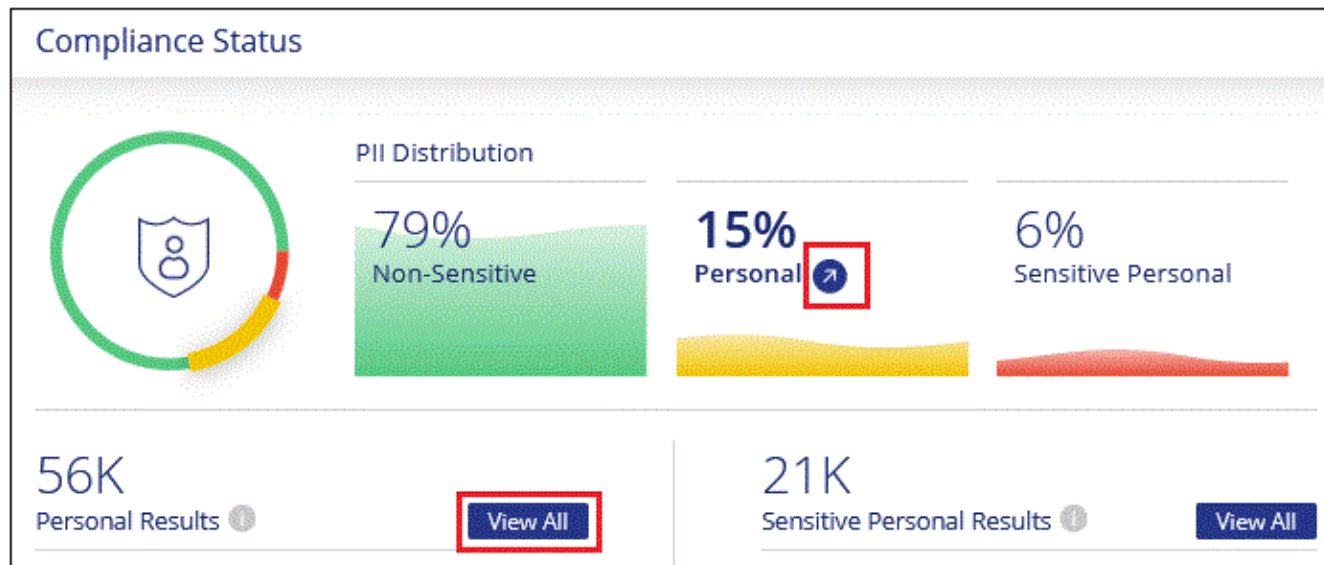 Compliance Status
PII Distribution
79%
Non-Sensitive
15%
Personal
6%
Sensitive Personal
56K
Personal Results
View All
21K
Sensitive Personal Results
View All